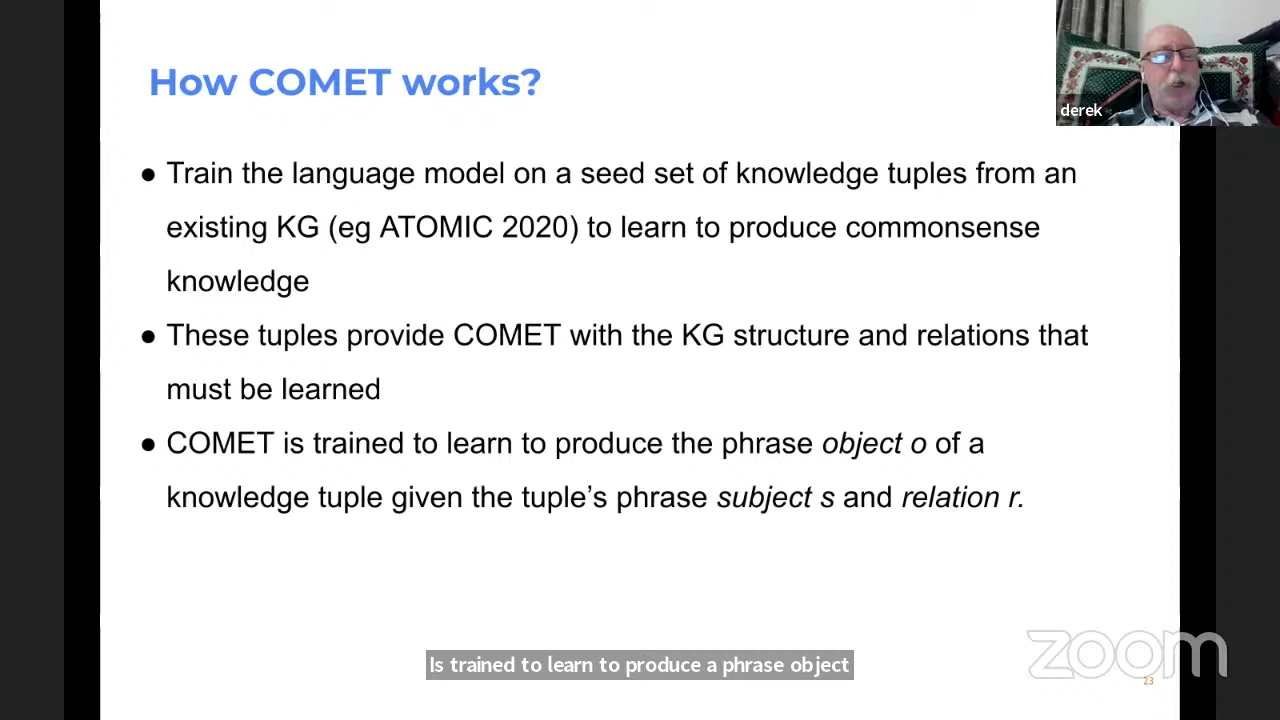 How COMET works?
derek
● Train the language model on a seed set of knowledge tuples from an
existing KG (eg ATOMIC 2020) to learn to produce commonsense
knowledge
● These tuples provide COMET with the KG structure and relations that
must be learned
● COMET is trained to learn to produce the phrase object o of a
knowledge tuple given the tuple’s phrase subject s and relation r.
Is trained to learn to produce a phrase object
zoom
23